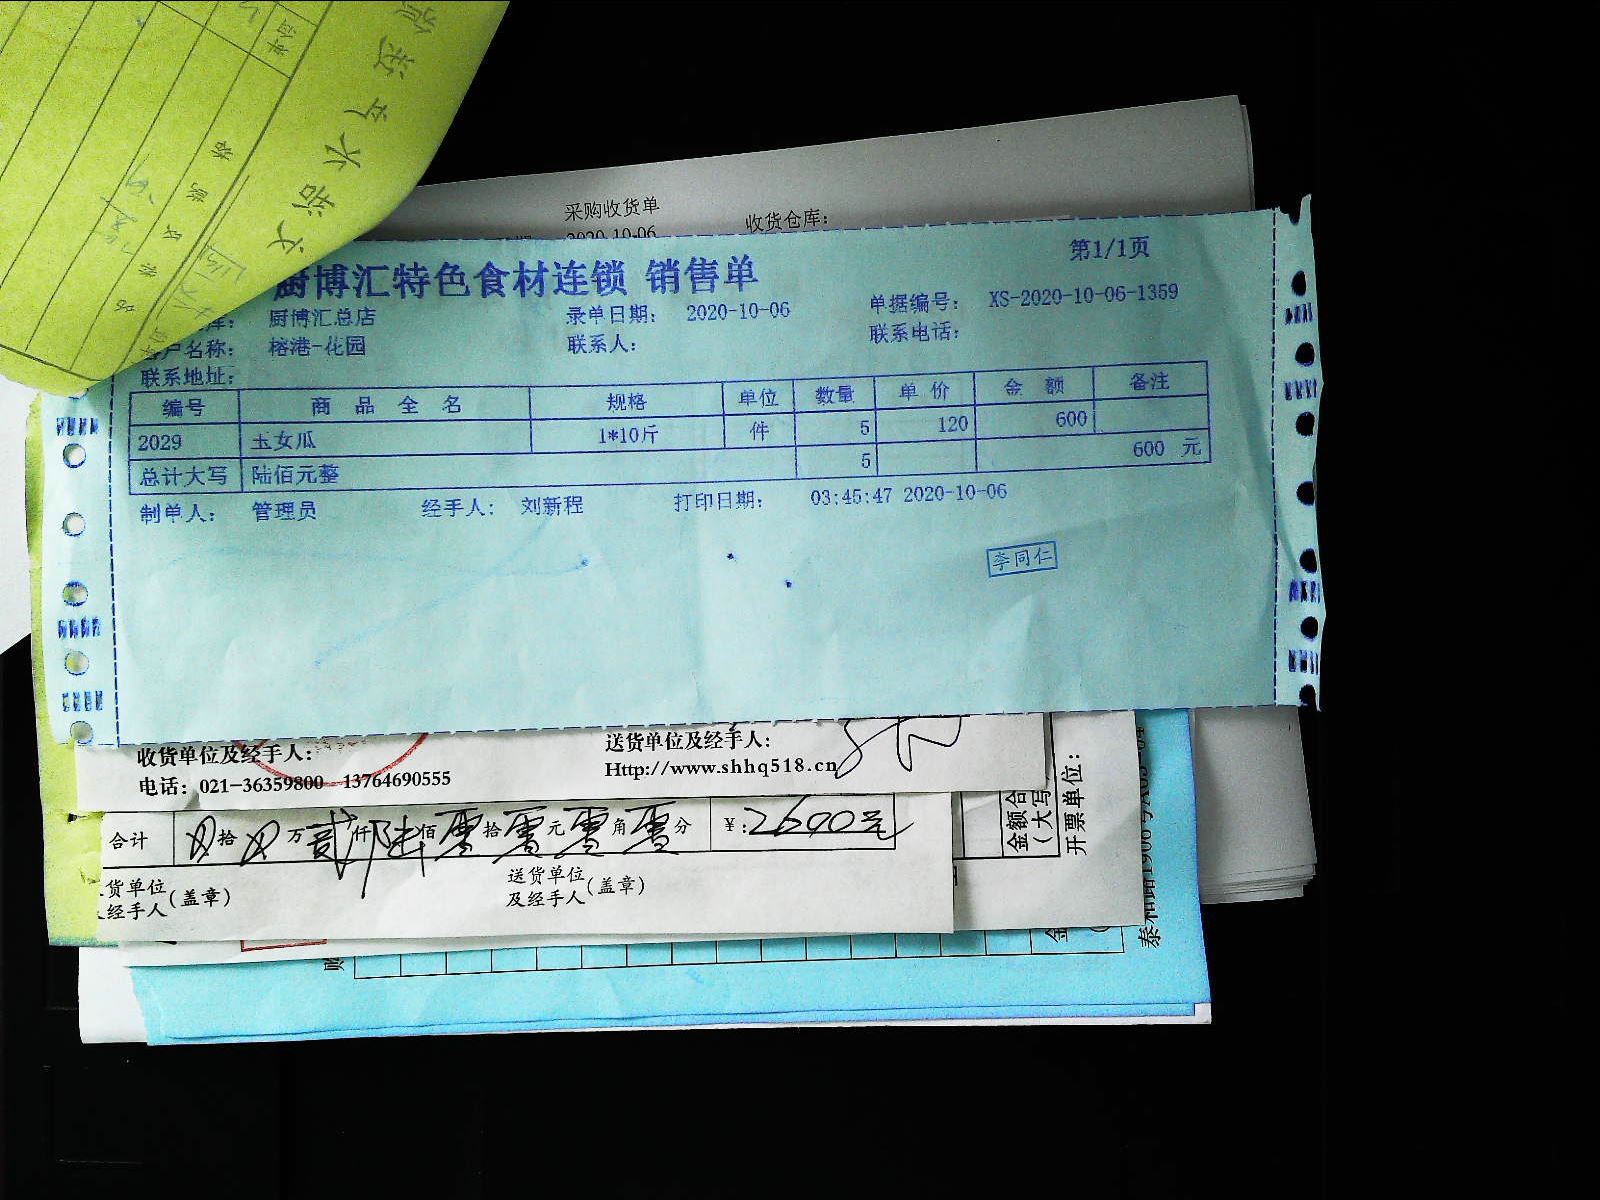 采购收货单
2020-10-06 收货仓库：
第1/1页
厨博汇特色食材连锁 销售单
库： 厨博汇总店 录单日期： 2020-10-06 单据编号： XS-2020-10-06-1359
客户名称： 榕港-花园 联系人： 联系电话：
联系地址：
编号 商 品 全 名 规格 单位 数量 单 价 金 额 备注
2029 玉女瓜 1*10斤 件 5 120 600
总计大写 陆佰元整 5 600 元
制单人： 管理员 经手人： 刘新程 打印日期： 03:45:47 2020-10-06
李同仁
收货单位及经手人： 送货单位及经手人：
电话：021-36359800 13764690555 Http://www.shhq518.cn
合计 拾 万 贰 仟 陆 佰 零 拾 零 元 零 角 零 分 ￥：2600元
货单位 (盖章) 送货单位 (盖章)
经手人 及经手人
金额合
(大写
开票单位：